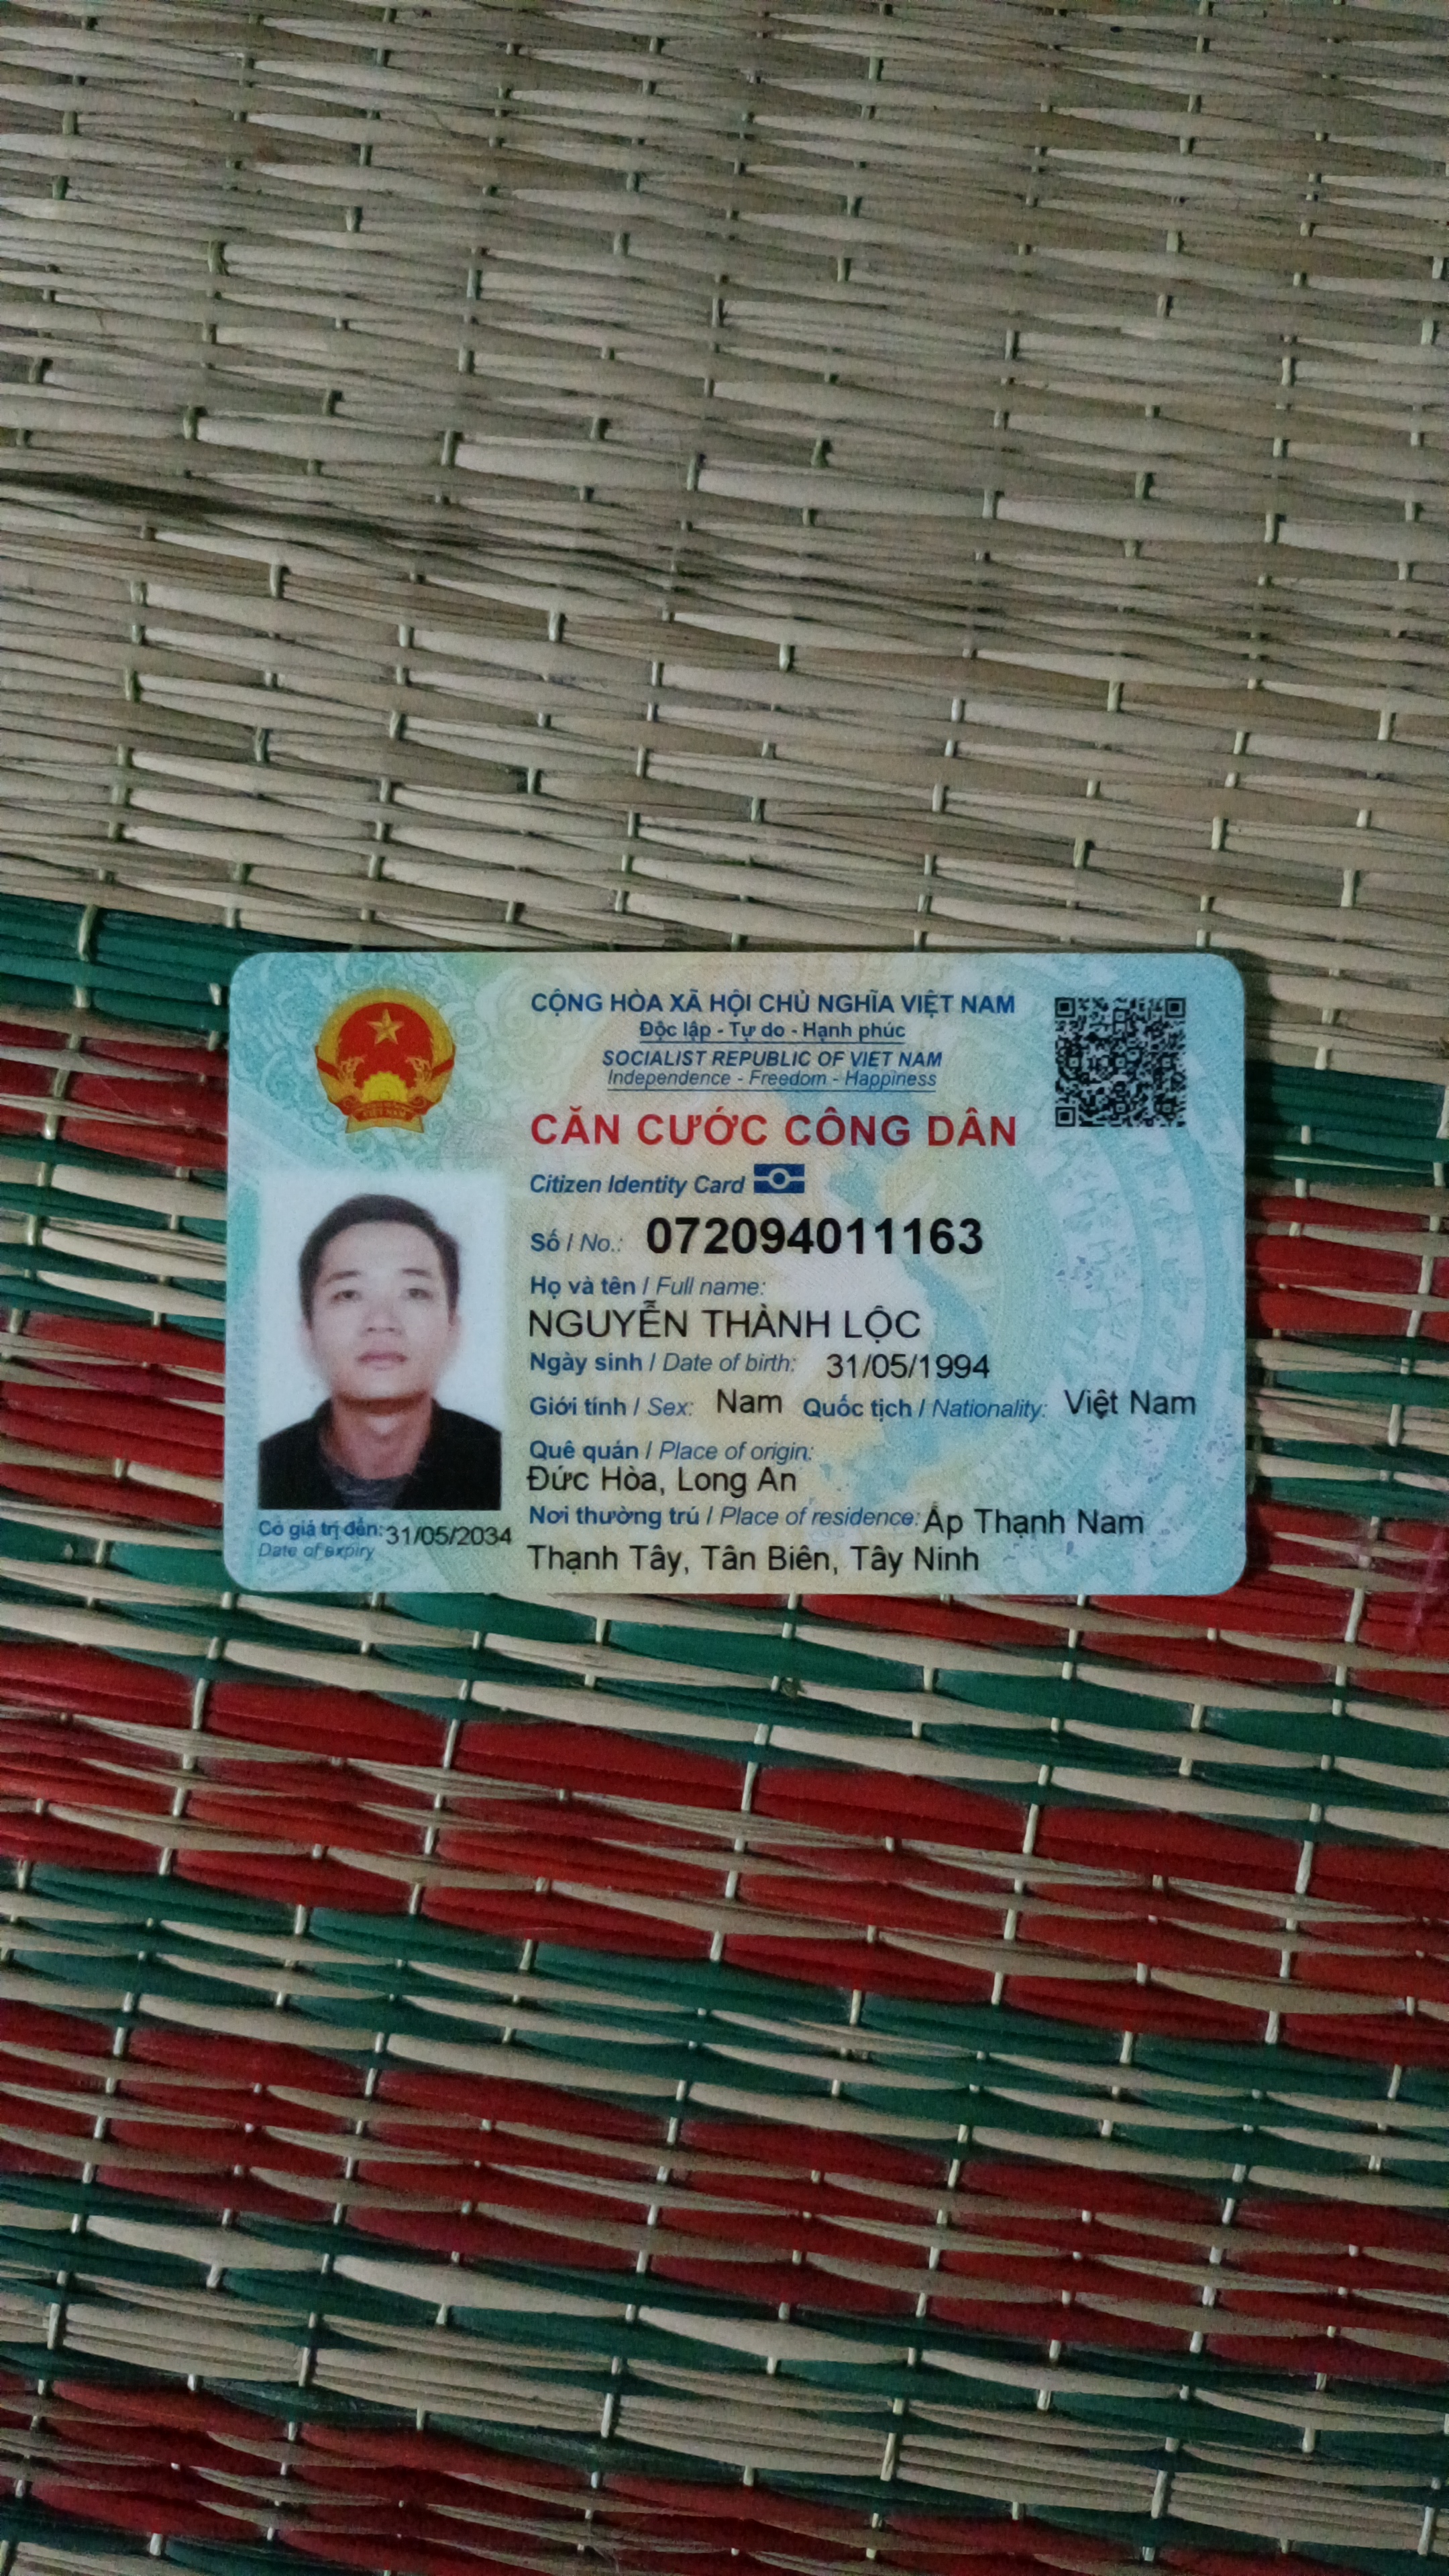 CỘNG HÒA XÃ HỘI CHỦ NGHĨA VIỆT NAM
Độc lập - Tự do - Hạnh phúc
SOCIALIST REPUBLIC OF VIET NAM
Independence - Freedom - Happiness
CĂN CƯỚC CÔNG DÂN
Citizen Identity Card
Số / No.: 072094011163
Họ và tên / Full name:
NGUYỄN THÀNH LỘC
Ngày sinh / Date of birth: 31/05/1994
Giới tính / Sex: Nam Quốc tịch / Nationality: Việt Nam
Quê quán / Place of origin:
Đức Hòa, Long An
Nơi thường trú / Place of residence: Ấp Thạnh Nam
Thạnh Tây, Tân Biên, Tây Ninh
Có giá trị đến: 31/05/2034
Date of expiry